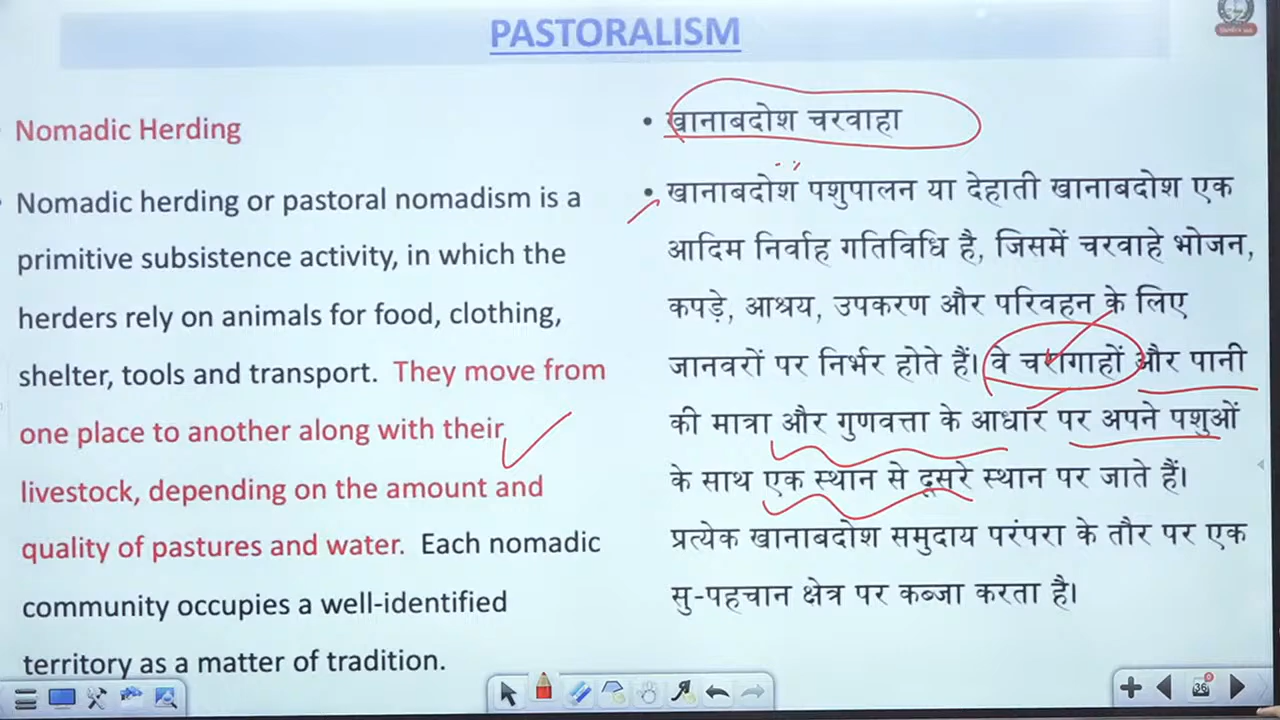 PASTORALISM
Nomadic Herding
Nomadic herding or pastoral nomadism is a
primitive subsistence activity, in which the
herders rely on animals for food, clothing,
shelter, tools and transport. They move from
one place to another along with their
livestock, depending on the amount and
quality of pastures and water. Each nomadic
community occupies a well-identified
territory as a matter of tradition.
• खानाबदोश चरवाहा
• खानाबदोश पशुपालन या देहाती खानाबदोश एक
आदिम निर्वाह गतिविधि है, जिसमें चरवाहे भोजन,
कपड़े, आश्रय, उपकरण और परिवहन के लिए
जानवरों पर निर्भर होते हैं। वे चरागाहों और पानी
की मात्रा और गुणवत्ता के आधार पर अपने पशुओं
के साथ एक स्थान से दूसरे स्थान पर जाते हैं।
प्रत्येक खानाबदोश समुदाय परंपरा के तौर पर एक
सु-पहचान क्षेत्र पर कब्जा करता है।
36